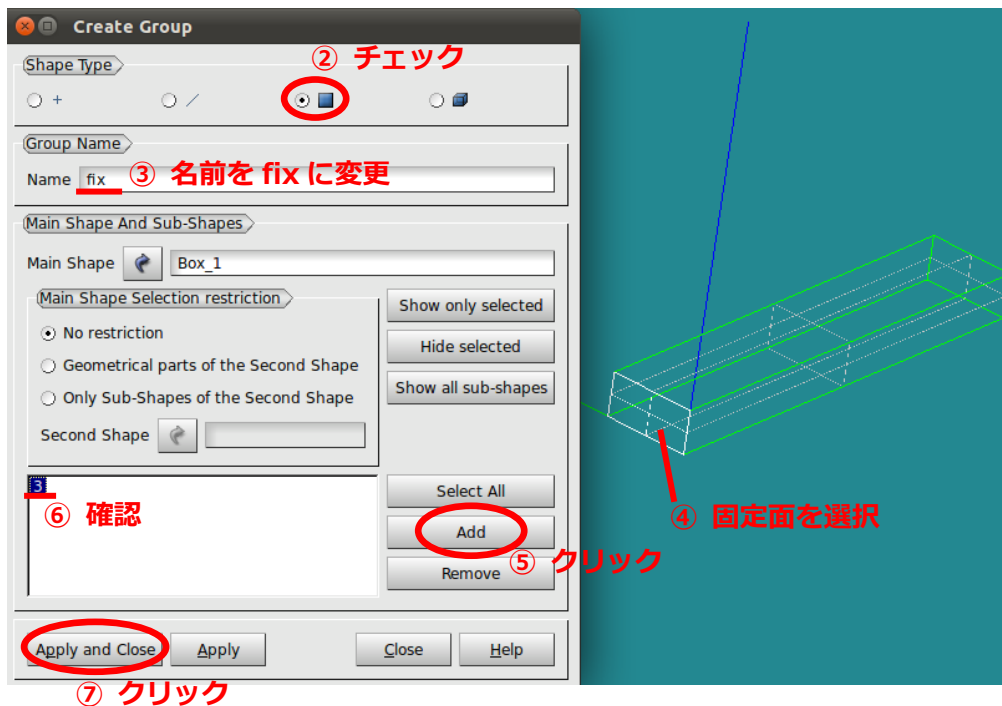 Create Group
② チェック
Shape Type
Group Name
Name fix
③ 名前を fix に変更
Main Shape And Sub-Shapes
Main Shape Box_1
Main Shape Selection restriction
No restriction
Geometrical parts of the Second Shape
Only Sub-Shapes of the Second Shape
Second Shape
Show only selected
Hide selected
Show all sub-shapes
3
⑥ 確認
Select All
Add
⑤ クリック
Remove
④ 固定面を選択
Apply and Close
Apply
Close
Help
⑦ クリック